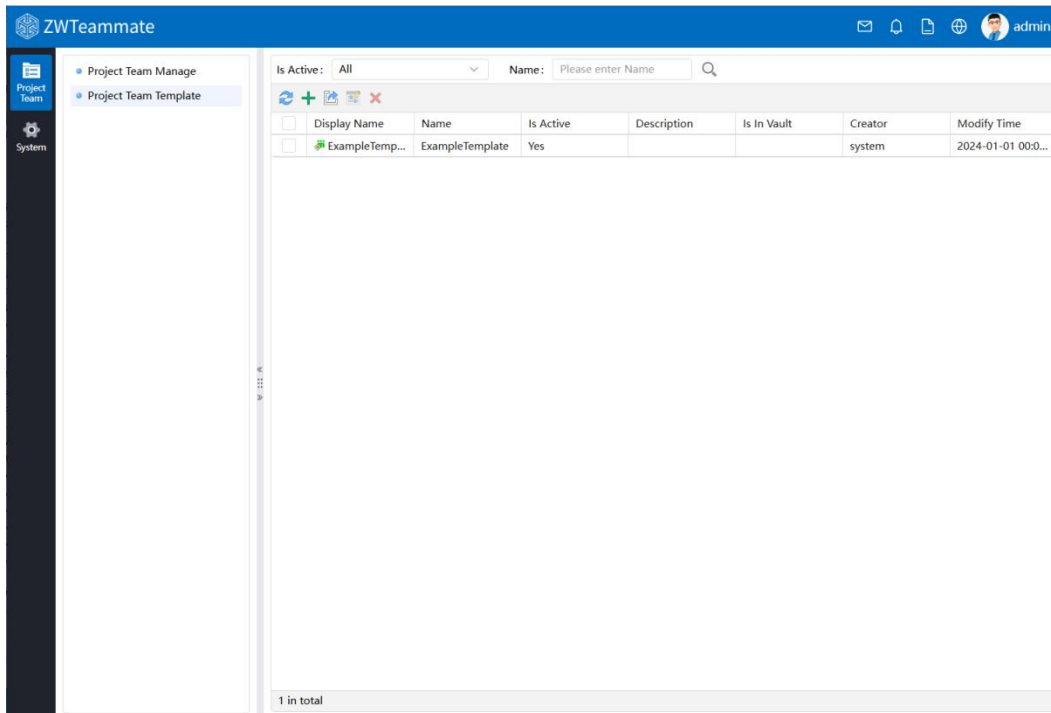 ZWTeammate
admin
Project Team
System
Project Team Manage
Project Team Template
Is Active: All Name: Please enter Name
Display Name Name Is Active Description Is In Vault Creator Modify Time
ExampleTemp... ExampleTemplate Yes system 2024-01-01 00:0...
1 in total